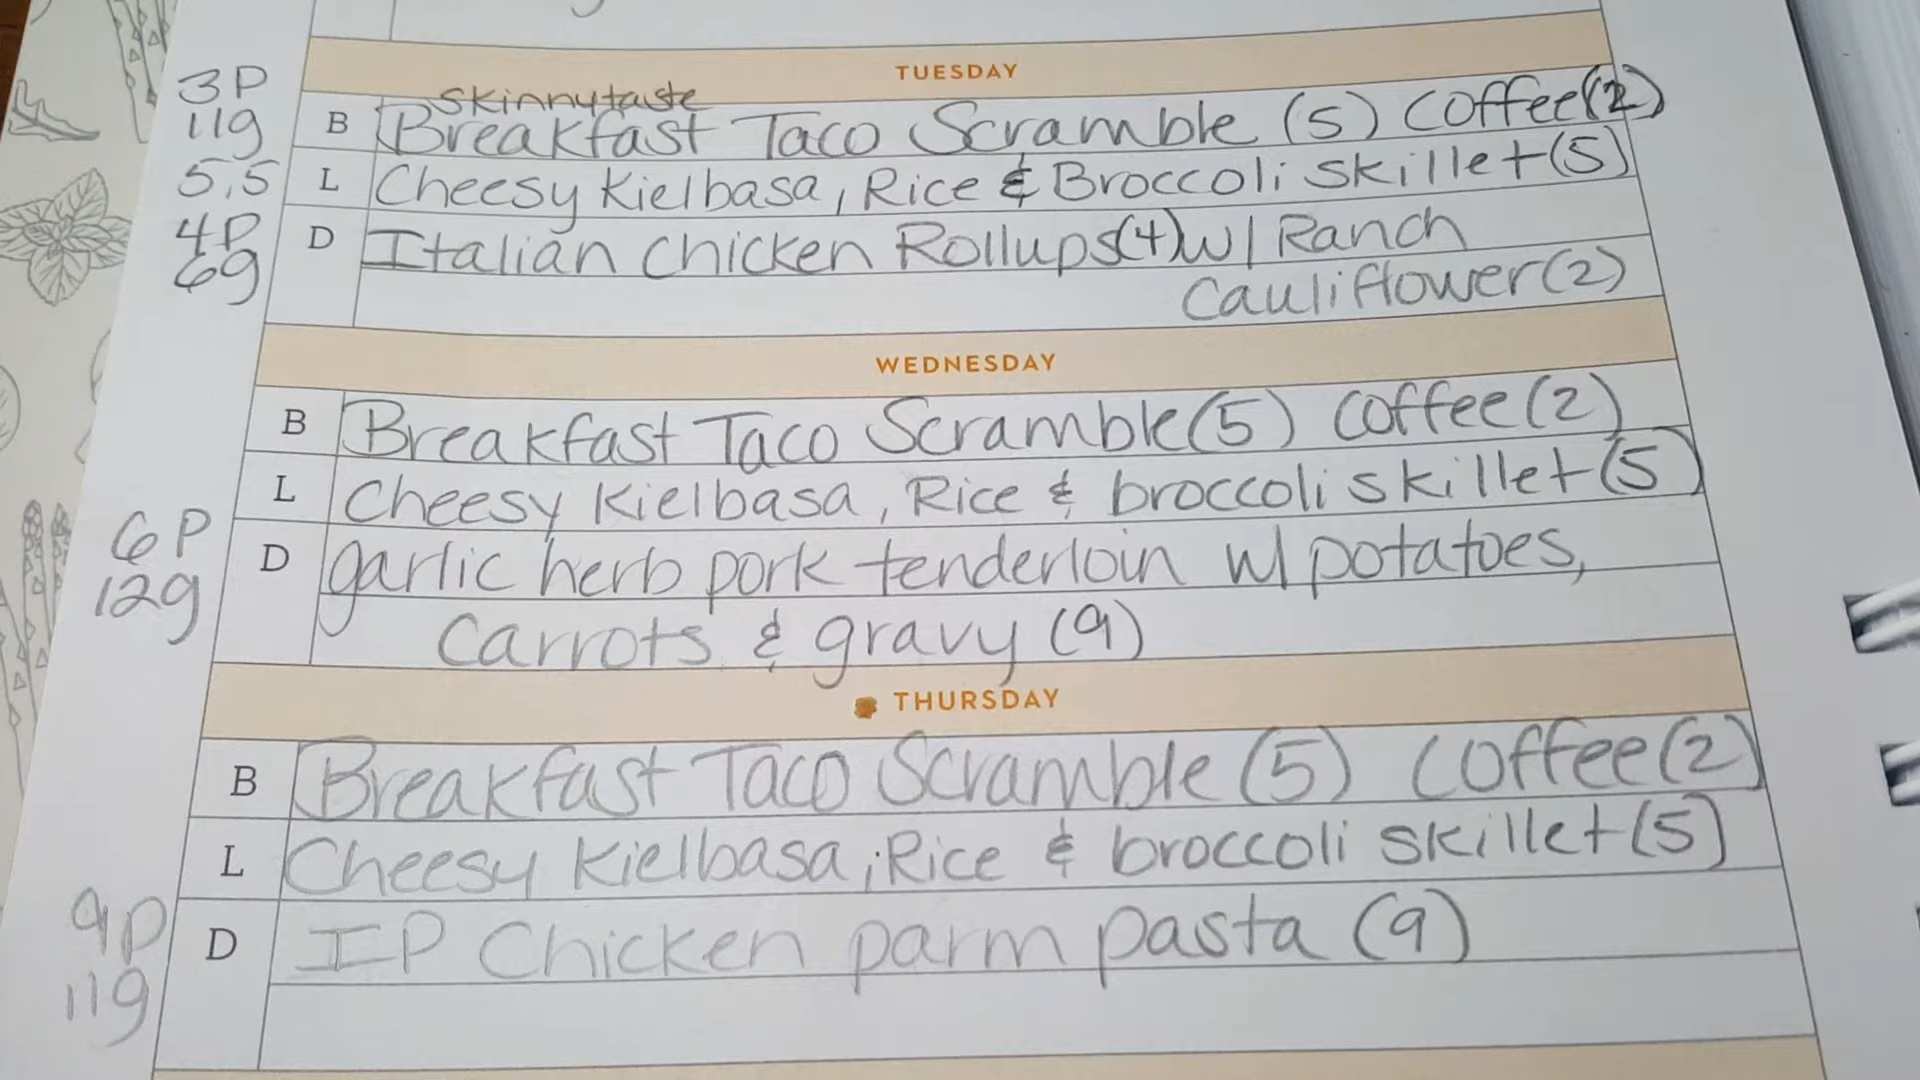 TUESDAY
3P
11g
Skinnytaste
B Breakfast Taco Scramble (5) Coffee (2)
5,5 L Cheesy Kielbasa, Rice & Broccoli skillet (5)
4P
6g
D Italian Chicken Rollups (4) w/ Ranch
Cauliflower (2)
WEDNESDAY
B Breakfast Taco Scramble (5) Coffee (2)
L Cheesy Kielbasa, Rice & broccoli skillet (5)
6P
12g
D garlic herb pork tenderloin w/ potatoes,
Carrots & gravy (9)
THURSDAY
B Breakfast Taco Scramble (5) Coffee (2)
L Cheesy Kielbasa, Rice & broccoli skillet (5)
9P
11g
D IP Chicken parm pasta (9)